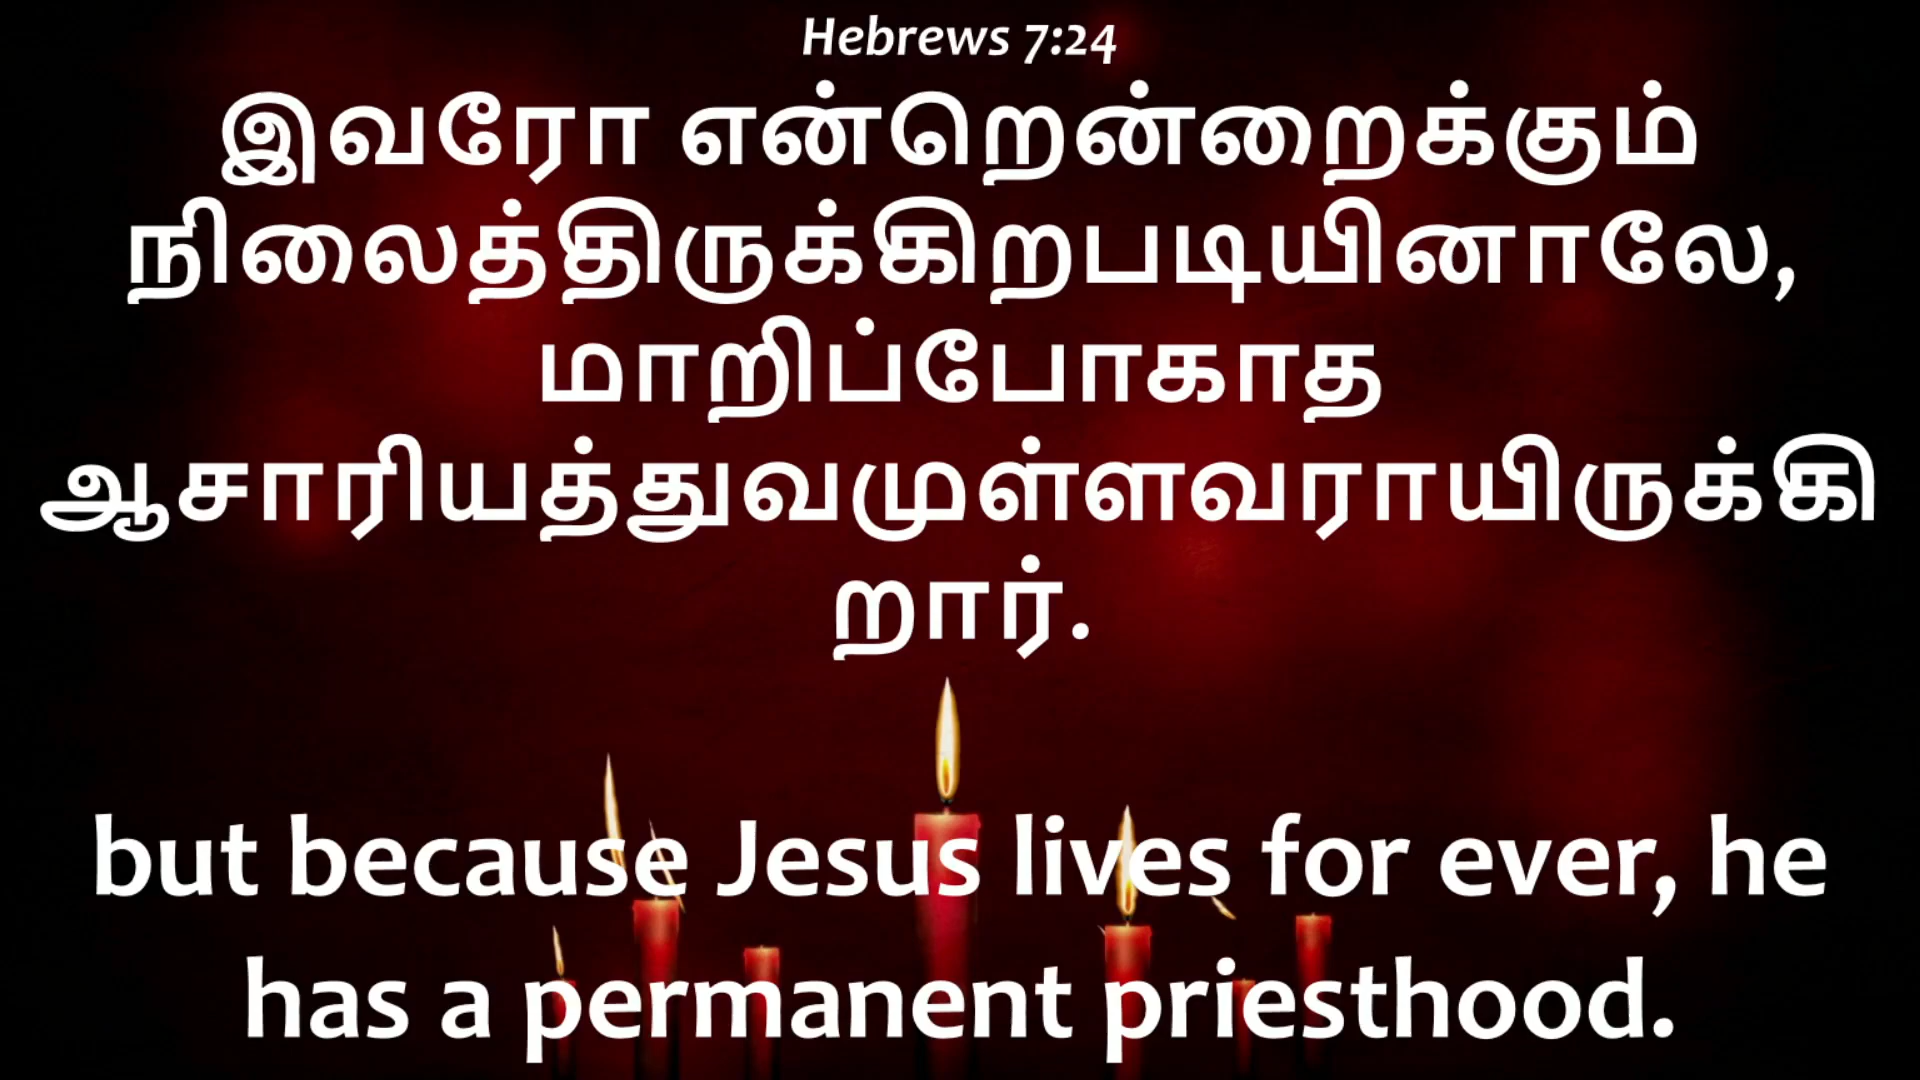 Hebrews 7:24
இவரோ என்றென்றைக்கும்
நிலைத்திருக்கிறபடியினாலே,
மாறிப்போகாத
ஆசாரியத்துவமுள்ளவராயிருக்கி
றார்.
but because Jesus lives for ever, he
has a permanent priesthood.